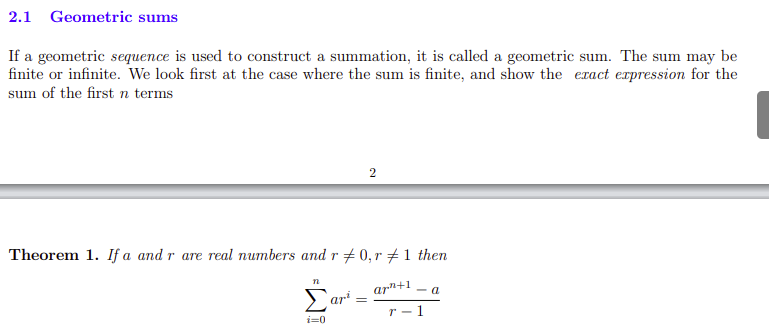 2.1 Geometric sums
If a geometric sequence is used to construct a summation, it is called a geometric sum. The sum may be
finite or infinite. We look first at the case where the sum is finite, and show the exact expression for the
sum of the first n terms
2
Theorem 1. If a and r are real numbers and r ≠ 0, r ≠ 1 then
\sum_{i=0}^{n} ar^i = \frac{ar^{n+1} - a}{r - 1}